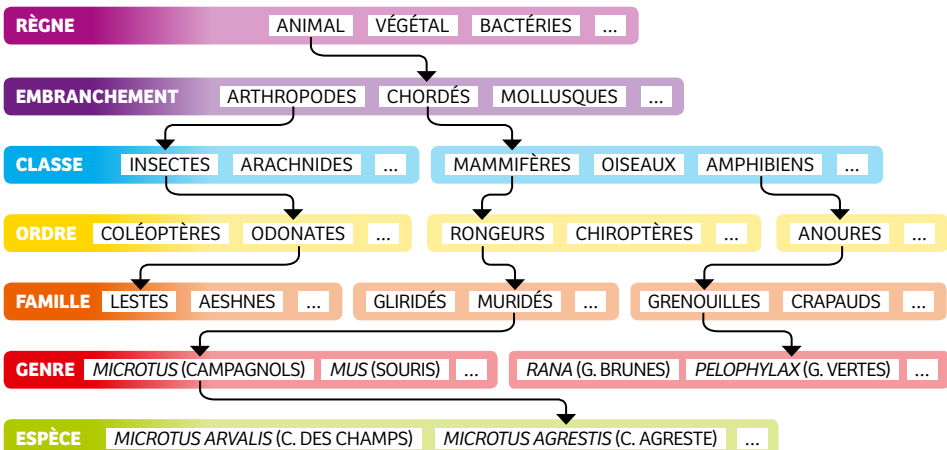 RÈGNE ANIMAL VÉGÉTAL BACTÉRIES ...
EMBRANCHEMENT ARTHROPODES CHORDÉS MOLLUSQUES ...
CLASSE INSECTES ARACHNIDES ... MAMMIFÈRES OISEAUX AMPHIBIENS ...
ORDRE COLÉOPTÈRES ODONATES ... RONGEURS CHIROPTÈRES ... ANOURES ...
FAMILLE LESTES AESHNES ... GLIRIDÉS MURIDÉS ... GRENOUILLES CRAPAUDS ...
GENRE MICROTUS (CAMPAGNOLS) MUS (SOURIS) ... RANA (G. BRUNES) PELOPHYLAX (G. VERTES) ...
ESPÈCE MICROTUS ARVALIS (C. DES CHAMPS) MICROTUS AGRESTIS (C. AGRESTE) ...